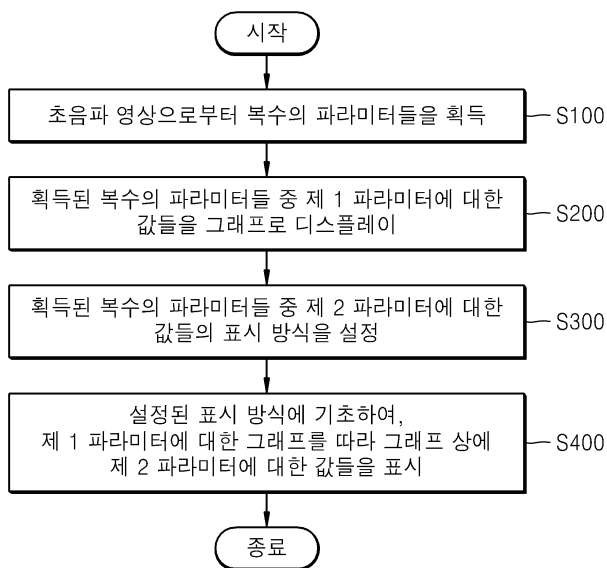 시작
초음파 영상으로부터 복수의 파라미터들을 획득
S100
획득된 복수의 파라미터들 중 제 1 파라미터에 대한
값들을 그래프로 디스플레이
S200
획득된 복수의 파라미터들 중 제 2 파라미터에 대한
값들의 표시 방식을 설정
S300
설정된 표시 방식에 기초하여,
제 1 파라미터에 대한 그래프를 따라 그래프 상에
제 2 파라미터에 대한 값들을 표시
S400
종료